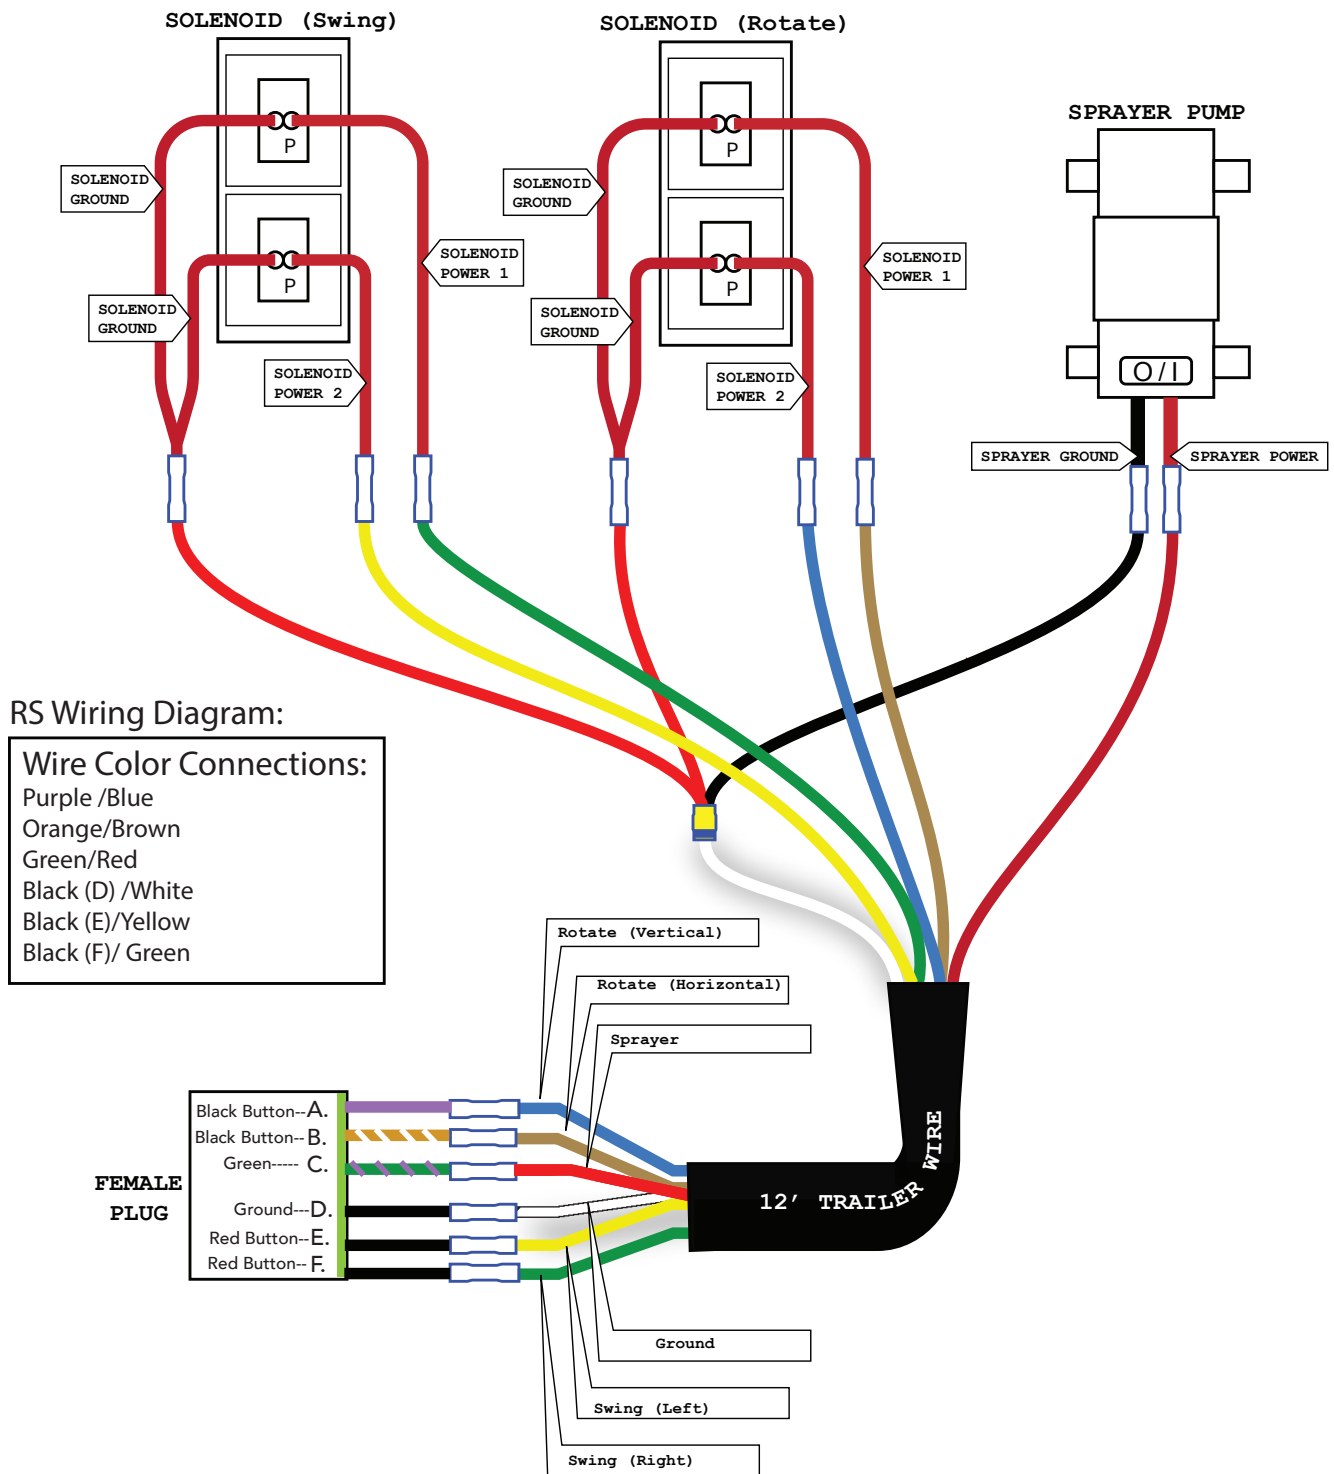 SOLENOID (Swing)
SOLENOID (Rotate)
SPRAYER PUMP
P
P
SOLENOID
GROUND
SOLENOID
GROUND
SOLENOID
POWER 1
SOLENOID
POWER 2
P
P
SOLENOID
GROUND
SOLENOID
GROUND
SOLENOID
POWER 1
SOLENOID
POWER 2
O/I
SPRAYER GROUND
SPRAYER POWER
RS Wiring Diagram:
Wire Color Connections:
Purple /Blue
Orange/Brown
Green/Red
Black (D) /White
Black (E)/Yellow
Black (F)/ Green
Rotate (Vertical)
Rotate (Horizontal)
Sprayer
FEMALE
PLUG
Black Button--A.
Black Button--B.
Green----- C.
Ground---D.
Red Button--E.
Red Button-- F.
12' TRAILER WIRE
Ground
Swing (Left)
Swing (Right)